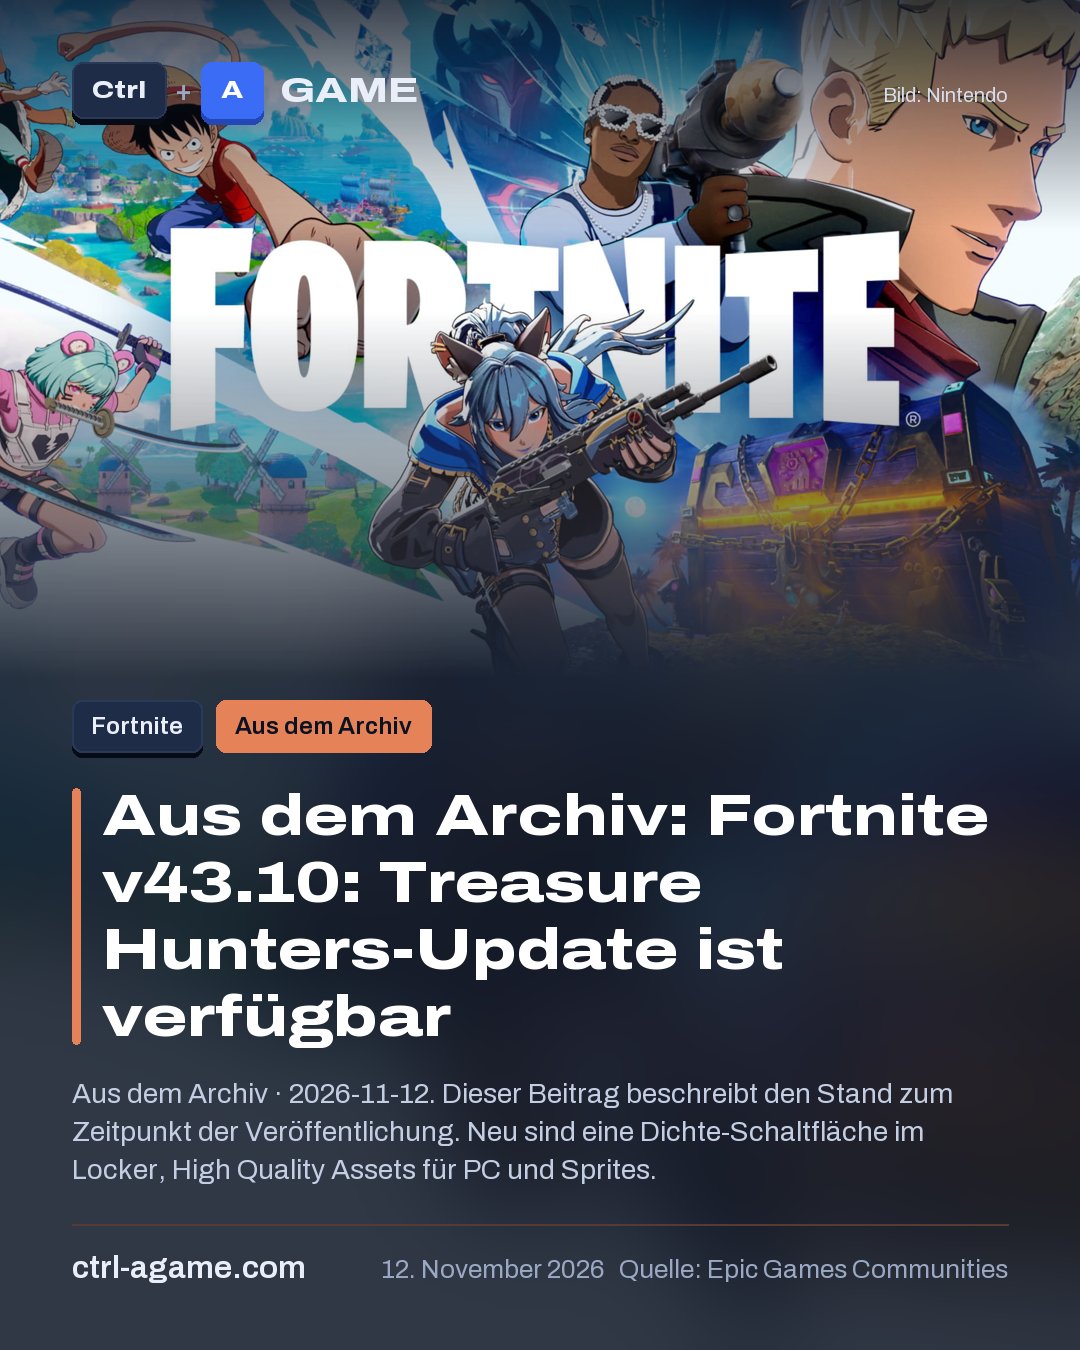 Ctrl + A GAME
Bild: Nintendo
FORTNITE
®
Fortnite
Aus dem Archiv
Aus dem Archiv: Fortnite
v43.10: Treasure
Hunters-Update ist
verfügbar
Aus dem Archiv · 2026-11-12. Dieser Beitrag beschreibt den Stand zum
Zeitpunkt der Veröffentlichung. Neu sind eine Dichte-Schaltfläche im
Locker, High Quality Assets für PC und Sprites.
ctrl-agame.com
12. November 2026 Quelle: Epic Games Communities